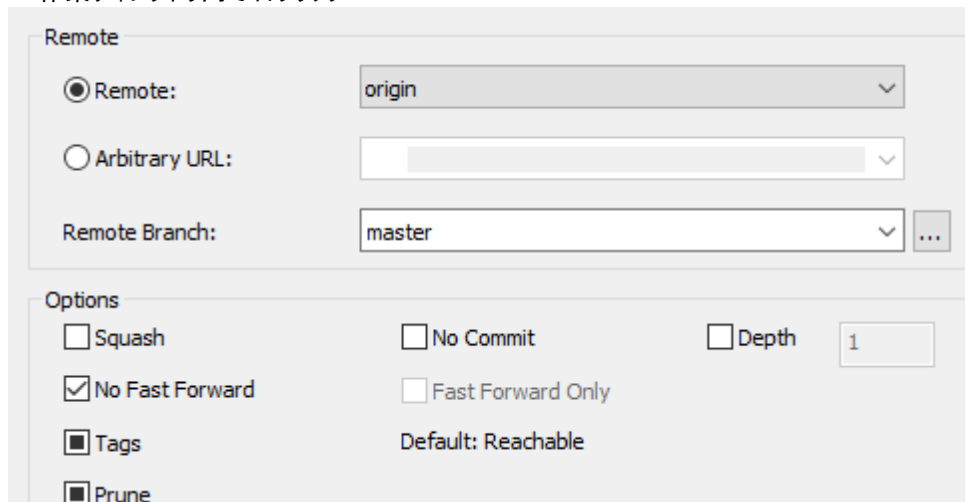 Remote
Remote:
origin
Arbitrary URL:
Remote Branch:
master
...
Options
Squash
No Commit
Depth
1
No Fast Forward
Fast Forward Only
Tags
Default: Reachable
Prune